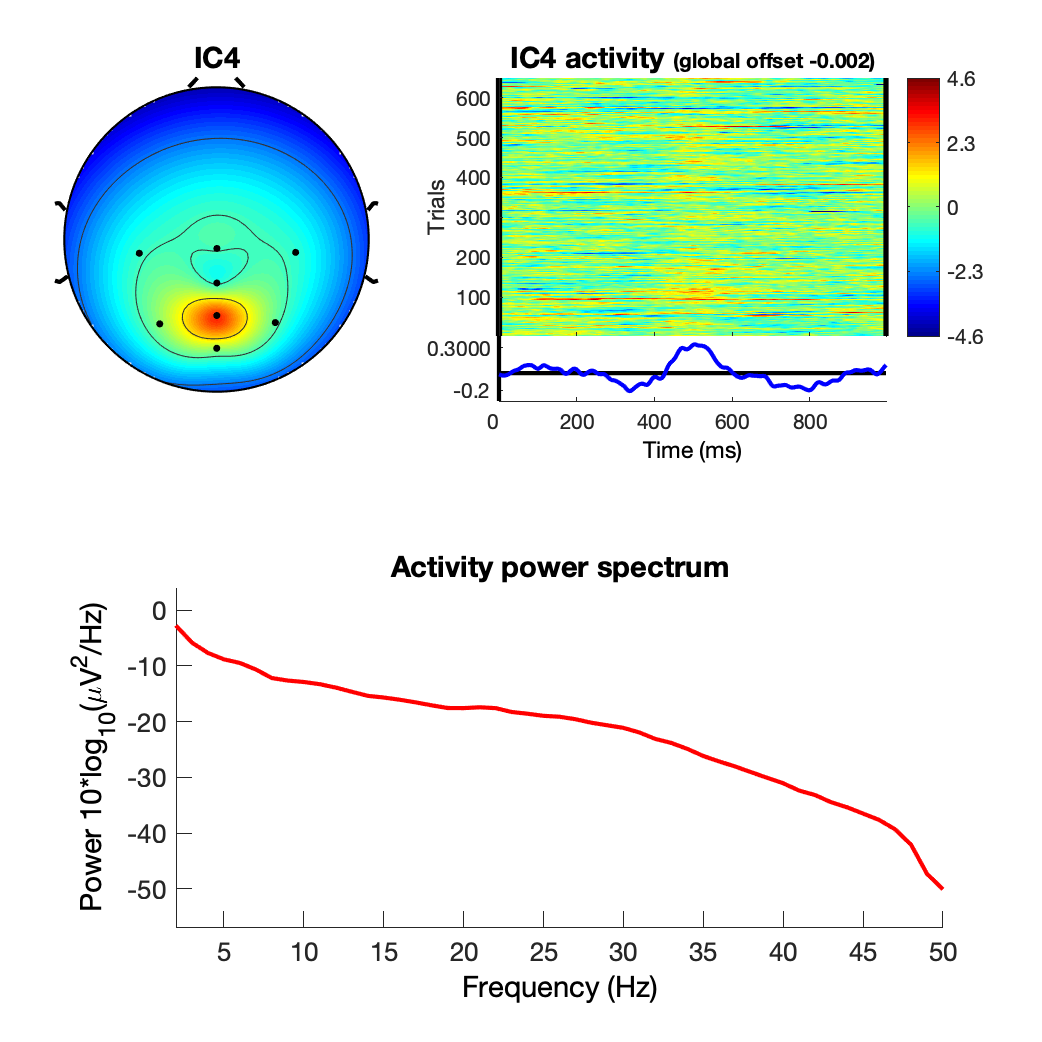 IC4
IC4 activity (global offset -0.002)
Trials
600
500
400
300
200
100
4.6
2.3
0
-2.3
-4.6
0.3000
-0.2
0 200 400 600 800
Time (ms)
Activity power spectrum
Power 10*log10(μV2/Hz)
0
-10
-20
-30
-40
-50
5 10 15 20 25 30 35 40 45 50
Frequency (Hz)